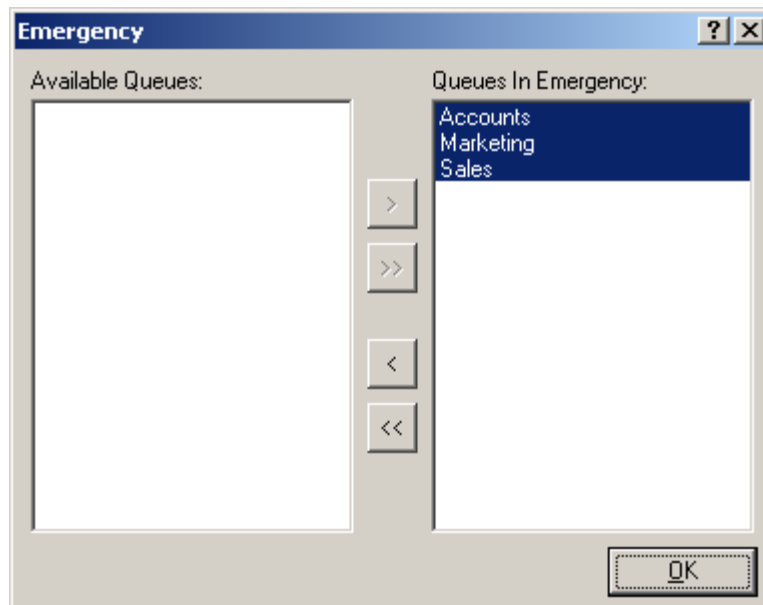 Emergency
Available Queues:
Queues In Emergency:
Accounts
Marketing
Sales
>
>>
<
<<
OK